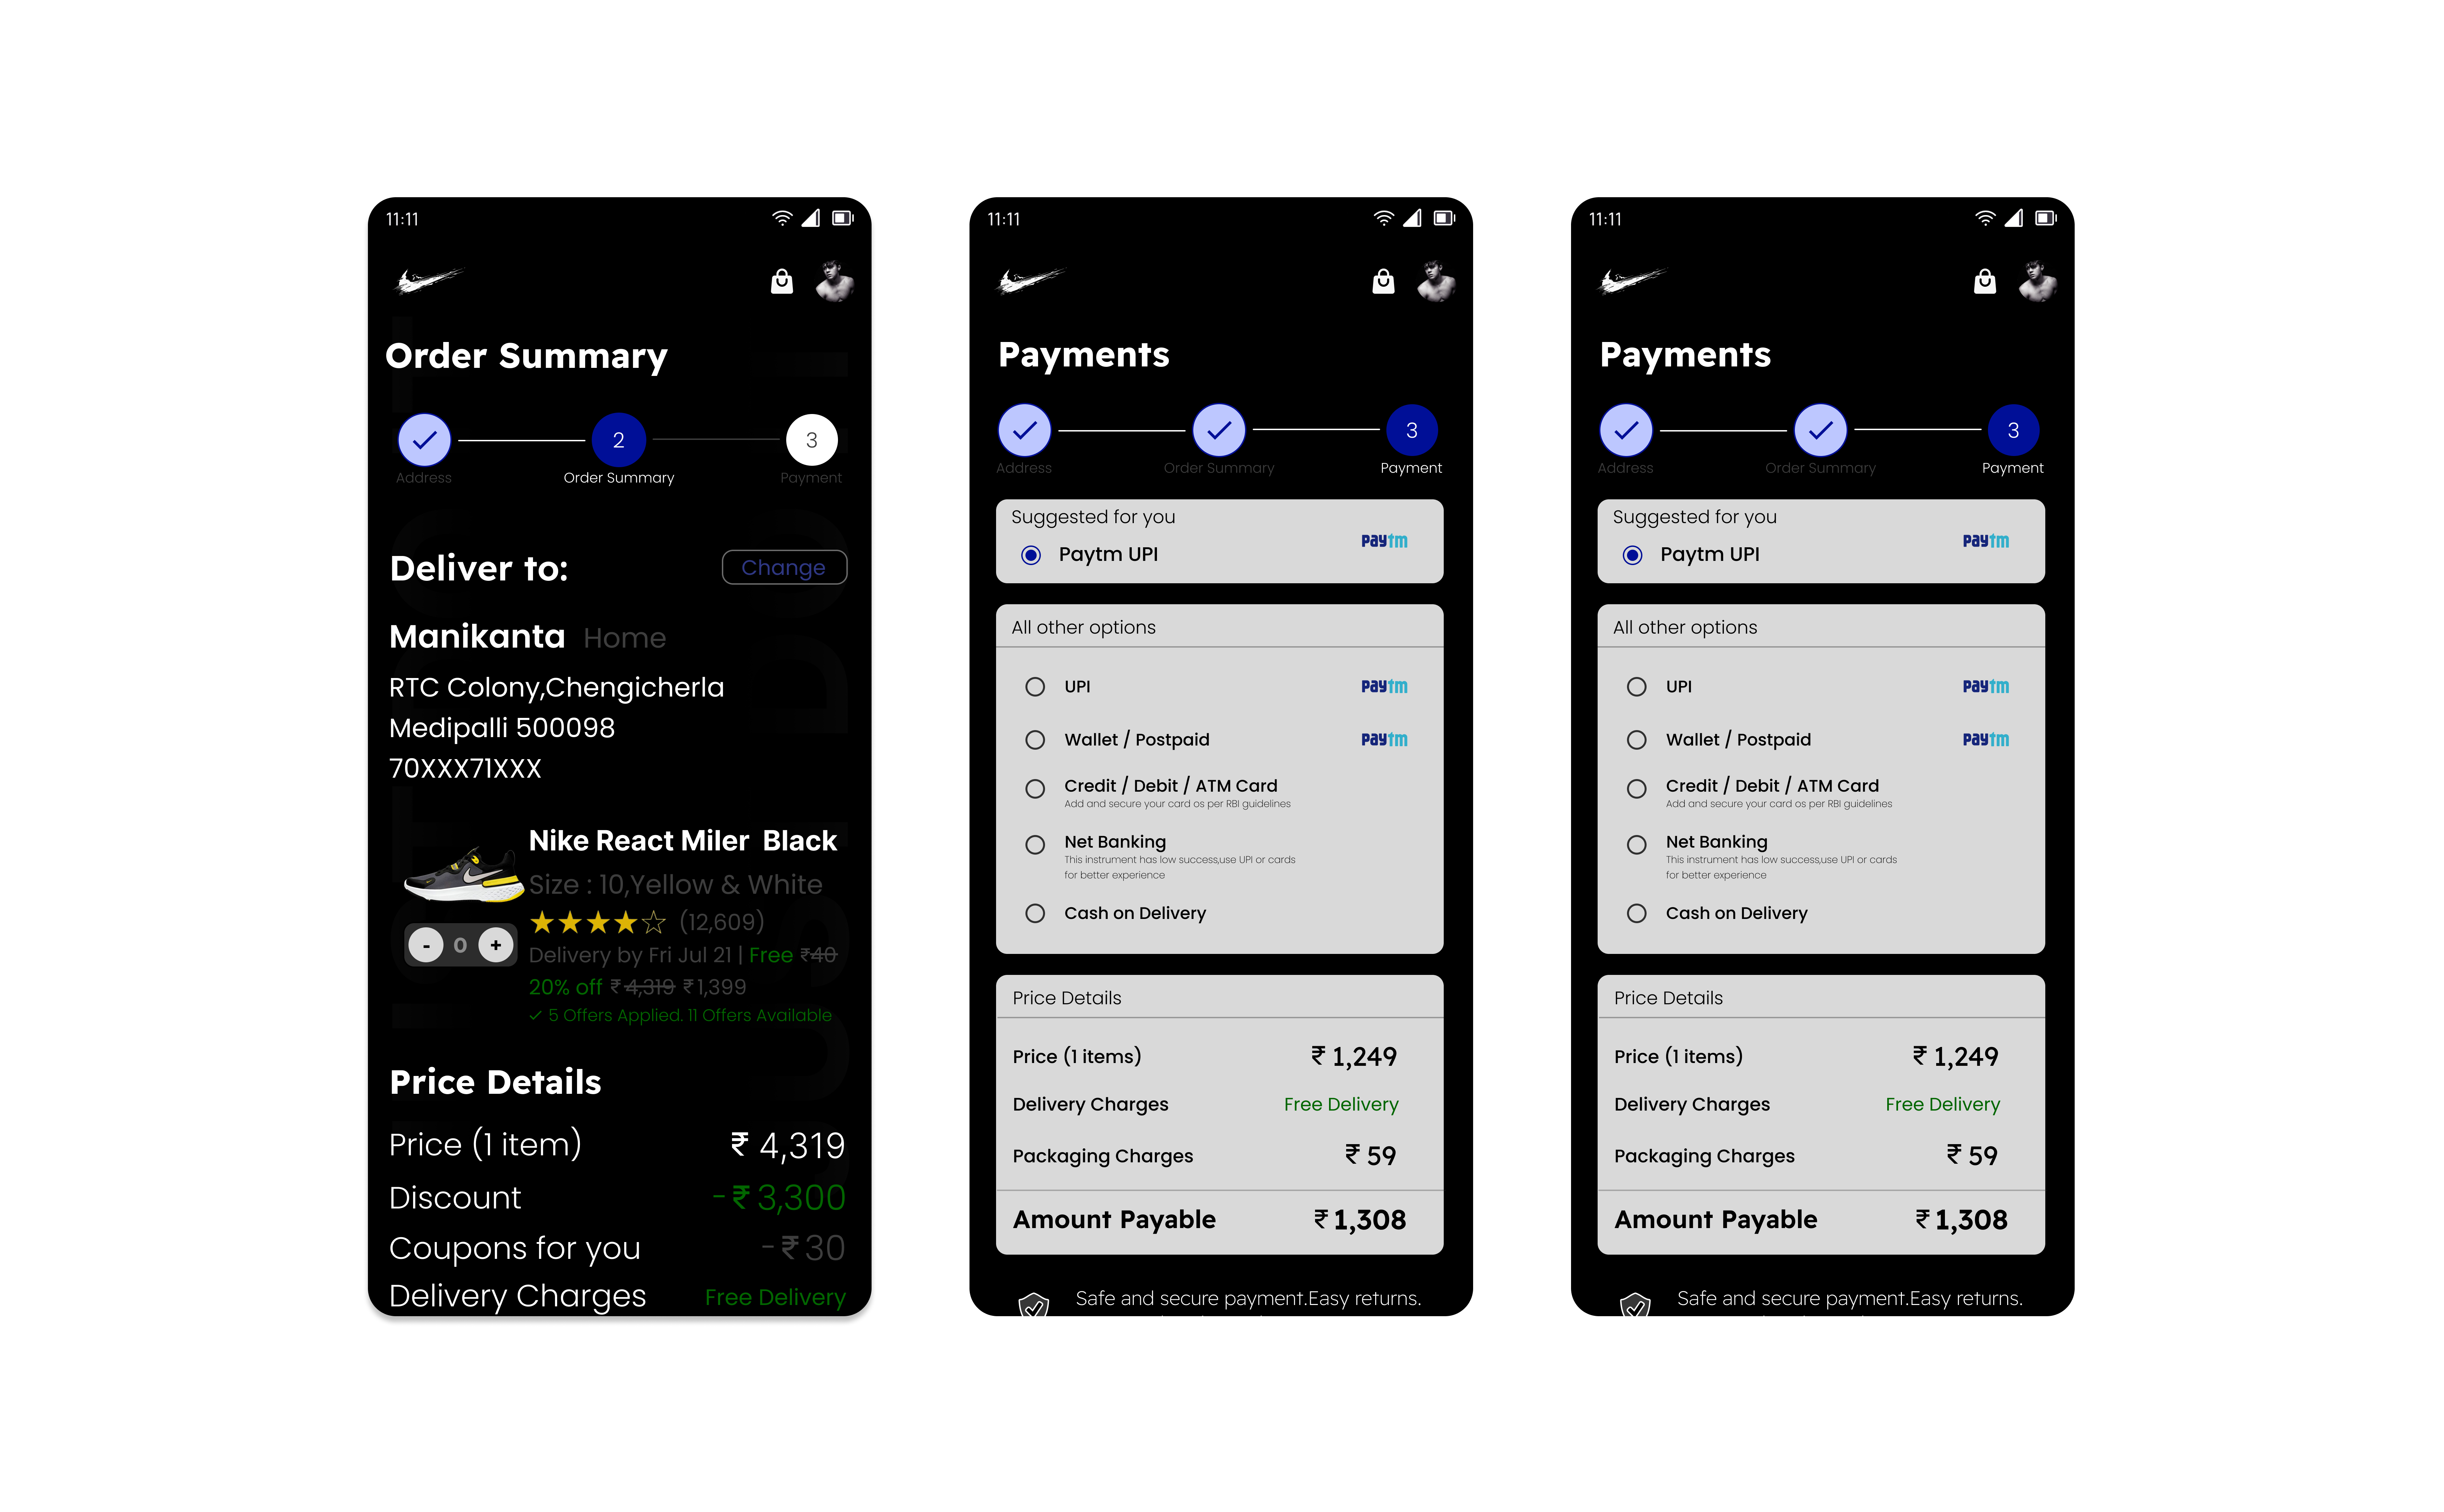 11:11
Order Summary
2
3
Address
Order Summary
Payment
Deliver to:
Change
Manikanta Home
RTC Colony,Chengicherla
Medipalli 500098
70XXX71XXX
Nike React Miler Black
Size : 10,Yellow & White
(12,609)
- 0 +
Delivery by Fri Jul 21 | Free ₹40
20% off ₹4,319 ₹1,399
5 Offers Applied. 11 Offers Available
Price Details
Price (1 item) ₹ 4,319
Discount -₹ 3,300
Coupons for you -₹30
Delivery Charges Free Delivery
11:11
Payments
3
Address
Order Summary
Payment
Suggested for you
Paytm UPI
paytm
All other options
UPI
paytm
Wallet / Postpaid
paytm
Credit / Debit / ATM Card
Add and secure your card os per RBI guidelines
Net Banking
This instrument has low success,use UPI or cards
for better experience
Cash on Delivery
Price Details
Price (1 items) ₹ 1,249
Delivery Charges Free Delivery
Packaging Charges ₹ 59
Amount Payable ₹1,308
Safe and secure payment.Easy returns.
11:11
Payments
3
Address
Order Summary
Payment
Suggested for you
Paytm UPI
paytm
All other options
UPI
paytm
Wallet / Postpaid
paytm
Credit / Debit / ATM Card
Add and secure your card os per RBI guidelines
Net Banking
This instrument has low success,use UPI or cards
for better experience
Cash on Delivery
Price Details
Price (1 items) ₹ 1,249
Delivery Charges Free Delivery
Packaging Charges ₹ 59
Amount Payable ₹1,308
Safe and secure payment.Easy returns.